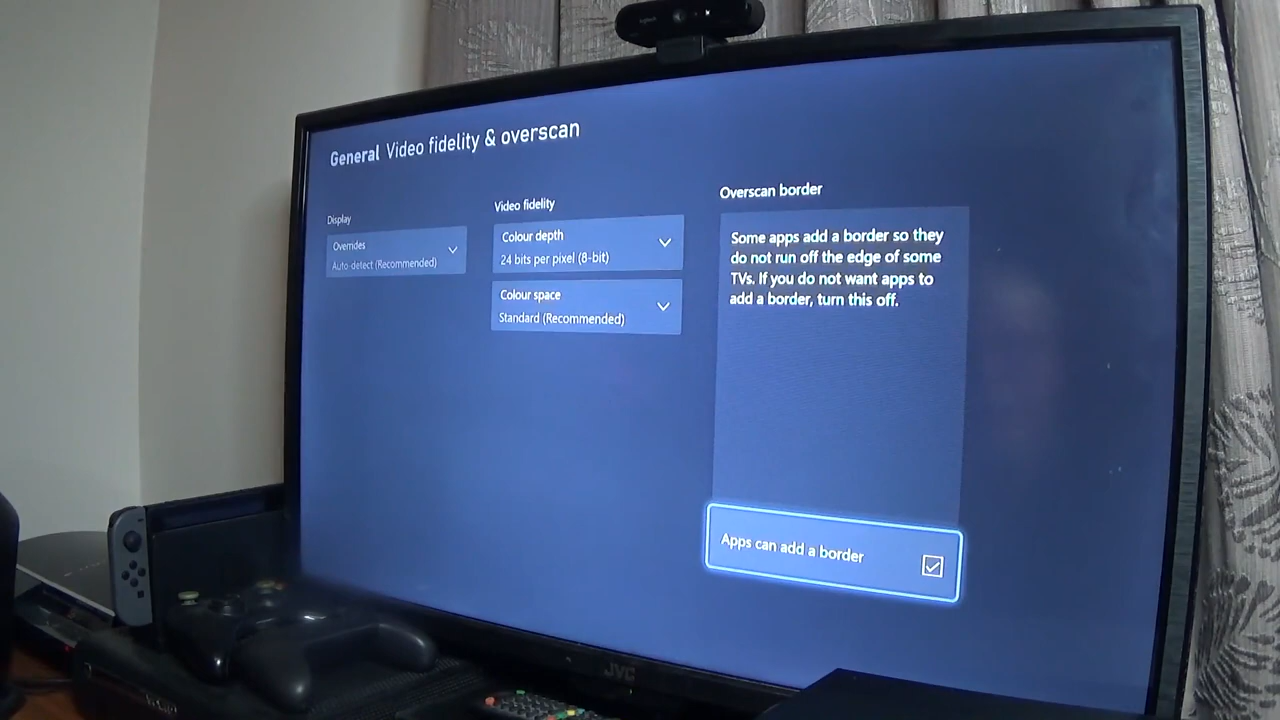 General Video fidelity & overscan
Display
Overrides
Auto-detect (Recommended)
Video fidelity
Colour depth
24 bits per pixel (8-bit)
Colour space
Standard (Recommended)
Overscan border
Some apps add a border so they
do not run off the edge of some
TVs. If you do not want apps to
add a border, turn this off.
Apps can add a border
JVC